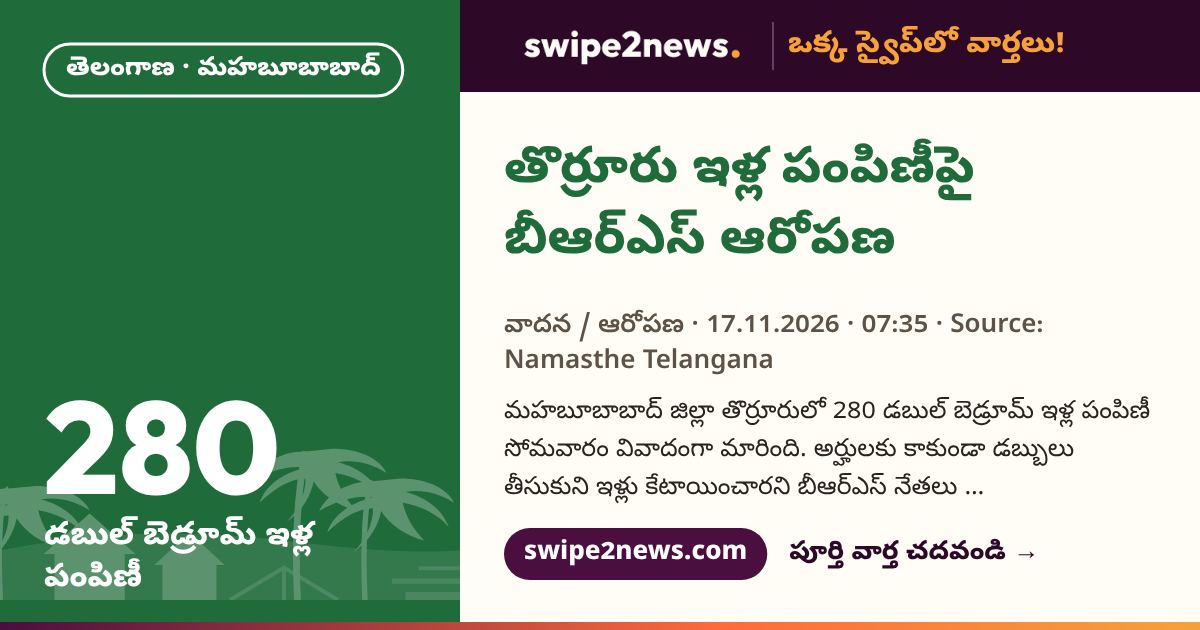 తెలంగాణ · మహబూబాబాద్
280
డబుల్ బెడ్రూమ్ ఇళ్ల
పంపిణీ
swipe2news.
ఒక్క స్వైప్‌లో వార్తలు!
తొర్రూరు ఇళ్ల పంపిణీపై
బీఆర్ఎస్ ఆరోపణ
వాదన / ఆరోపణ · 17.11.2026 · 07:35 · Source:
Namasthe Telangana
మహబూబాబాద్ జిల్లా తొర్రూరులో 280 డబుల్ బెడ్రూమ్ ఇళ్ల పంపిణీ
సోమవారం వివాదంగా మారింది. అర్హులకు కాకుండా డబ్బులు
తీసుకుని ఇళ్లు కేటాయించారని బీఆర్ఎస్ నేతలు ...
swipe2news.com
పూర్తి వార్త చదవండి →